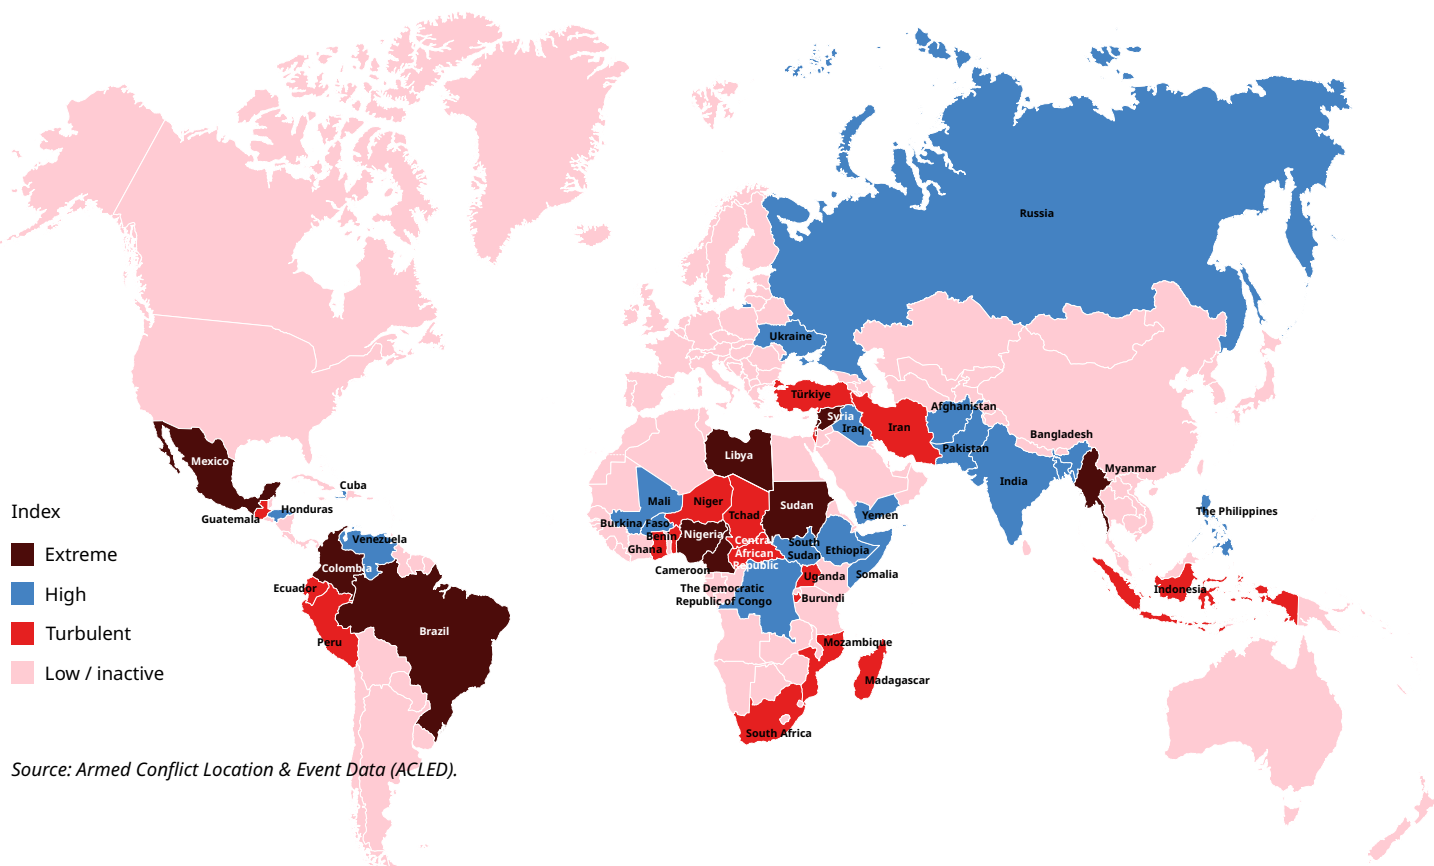 Russia
Ukraine
Türkiye
Syria
Iraq
Iran
Afghanistan
Pakistan
Bangladesh
India
Myanmar
Yemen
The Philippines
Indonesia
Mexico
Cuba
Guatemala
Honduras
Venezuela
Colombia
Ecuador
Peru
Brazil
Libya
Mali
Niger
Tchad
Sudan
Burkina Faso
Benin
Ghana
Nigeria
Cameroon
Central
African
Republic
South
Sudan
Ethiopia
Somalia
Uganda
Burundi
The Democratic
Republic of Congo
Mozambique
Madagascar
South Africa
Index
Extreme
High
Turbulent
Low / inactive
Source: Armed Conflict Location & Event Data (ACLED).